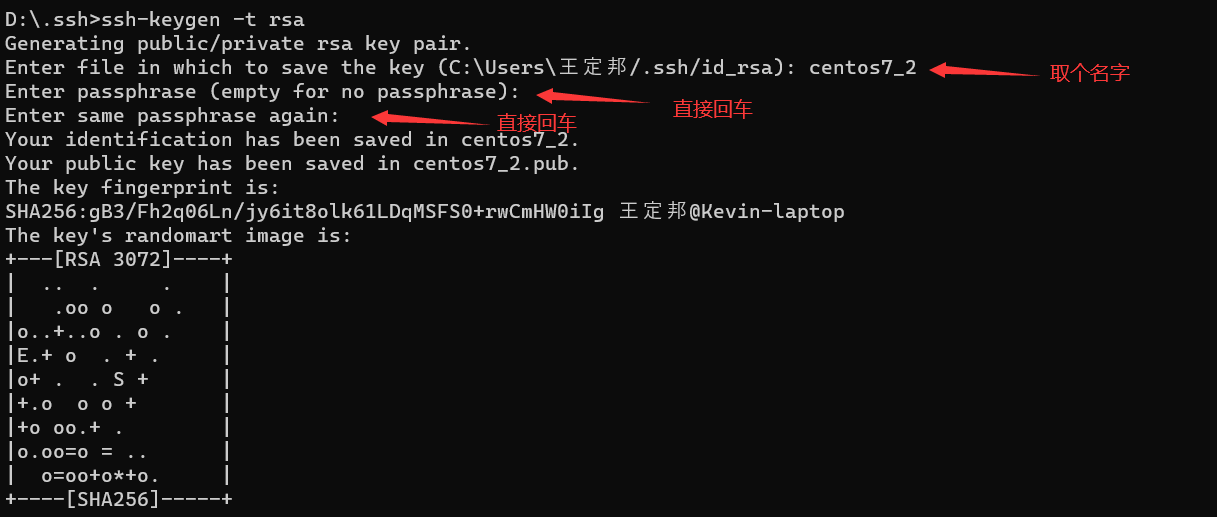 D:\.ssh>ssh-keygen -t rsa
Generating public/private rsa key pair.
Enter file in which to save the key (C:\Users\王定邦/.ssh/id_rsa): centos7_2 取个名字
Enter passphrase (empty for no passphrase): 直接回车
Enter same passphrase again: 直接回车
Your identification has been saved in centos7_2.
Your public key has been saved in centos7_2.pub.
The key fingerprint is:
SHA256:gB3/Fh2q06Ln/jy6it8olk61LDqMSFS0+rwCmHW0iIg 王定邦@Kevin-laptop
The key's randomart image is:
+---[RSA 3072]----+
|  ..  .     .    |
|   .oo o   o .   |
|o..+..o . o .    |
|E.+ o  . + .     |
|o+ .  . S +      |
|+.o  o o +       |
|+o oo.+ .        |
|o.oo=o = ..      |
|  o=oo+o*+o.     |
+----[SHA256]-----+